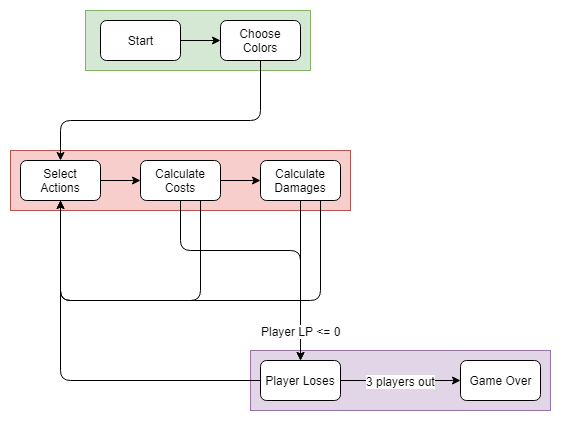 Start
Choose
Colors
Select
Actions
Calculate
Costs
Calculate
Damages
Player LP <= 0
Player Loses
3 players out
Game Over